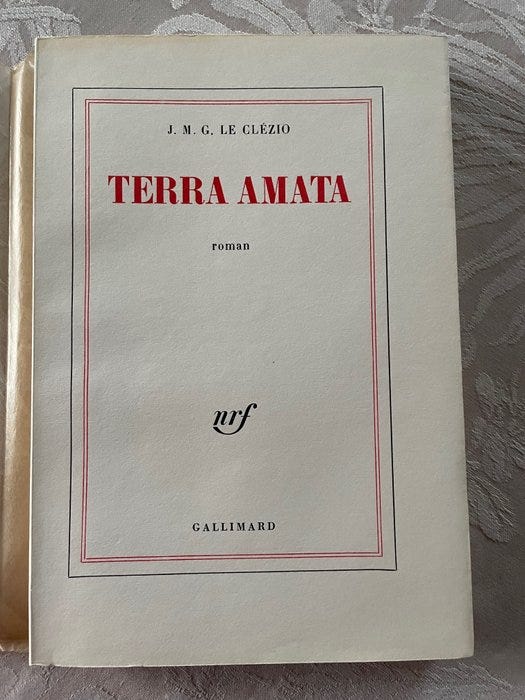 J. M. G. LE CLÉZIO
TERRA AMATA
roman
nrf
GALLIMARD